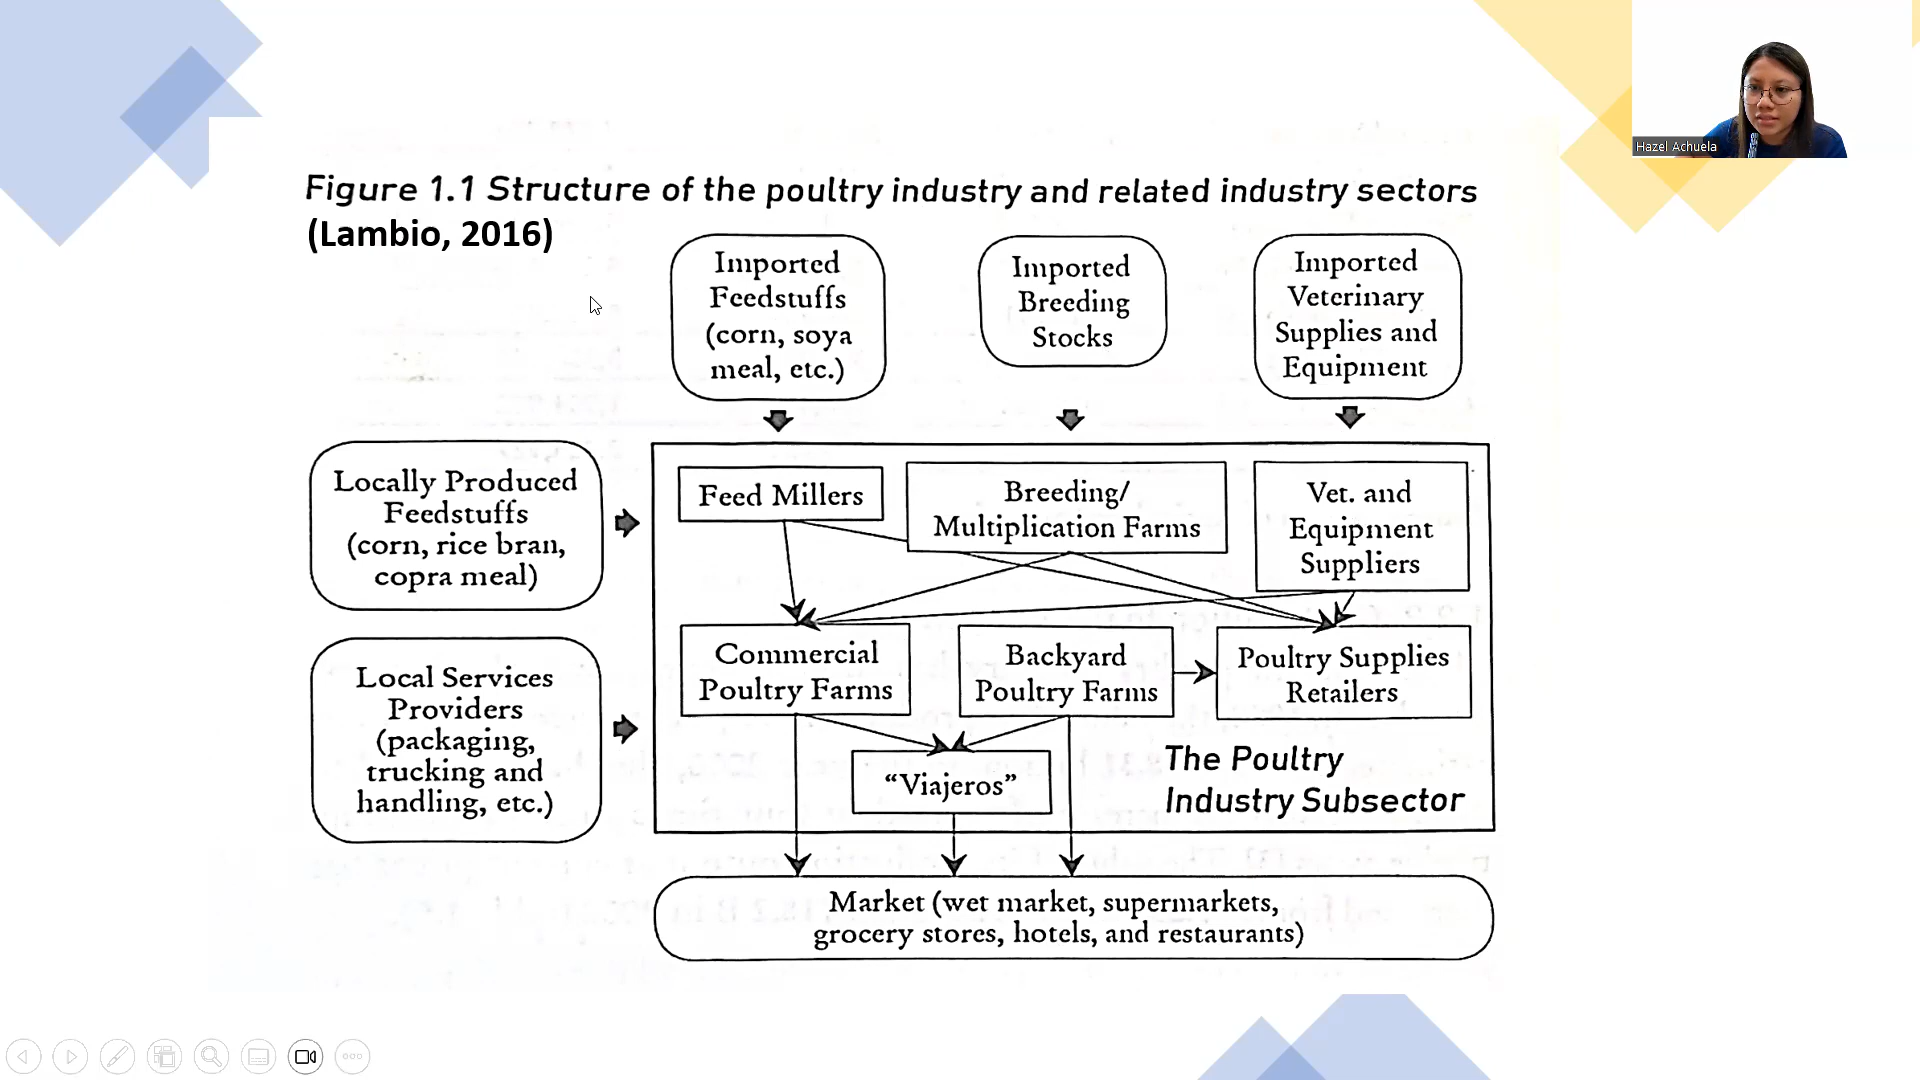 Hazel Achuela
Figure 1.1 Structure of the poultry industry and related industry sectors
(Lambio, 2016)
Imported
Feedstuffs
(corn, soya
meal, etc.)
Imported
Breeding
Stocks
Imported
Veterinary
Supplies and
Equipment
Locally Produced
Feedstuffs
(corn, rice bran,
copra meal)
Local Services
Providers
(packaging,
trucking and
handling, etc.)
Feed Millers
Breeding/
Multiplication Farms
Vet. and
Equipment
Suppliers
Commercial
Poultry Farms
Backyard
Poultry Farms
Poultry Supplies
Retailers
“Viajeros”
The Poultry
Industry Subsector
Market (wet market, supermarkets,
grocery stores, hotels, and restaurants)